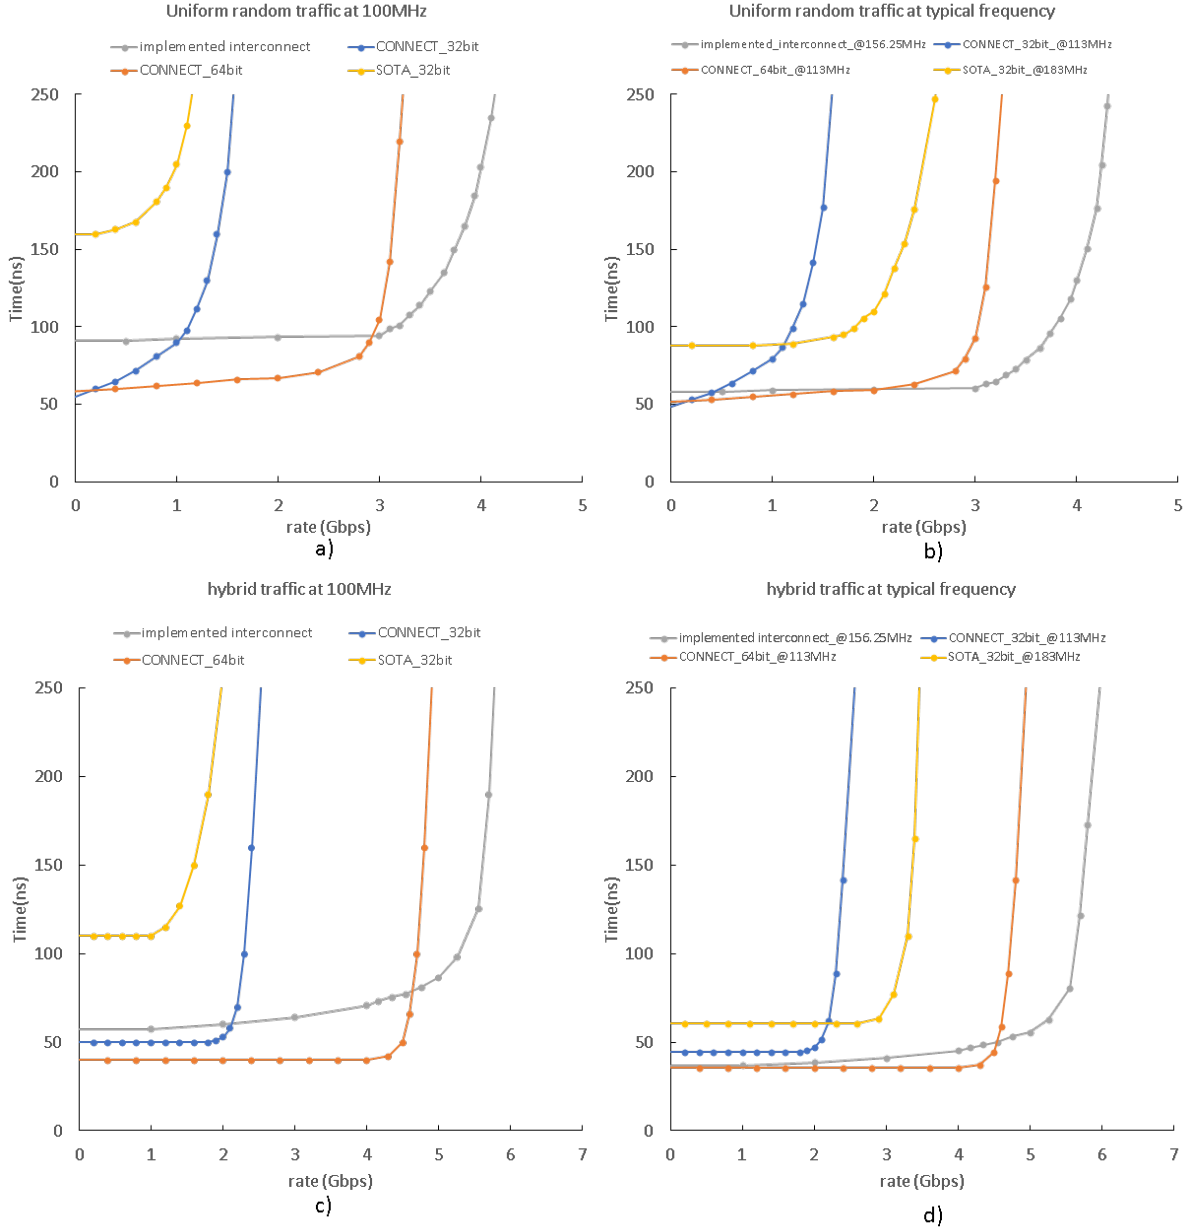 Uniform random traffic at 100MHz
implemented interconnect CONNECT_32bit
CONNECT_64bit SOTA_32bit
250
200
150
100
50
0
Time(ns)
0 1 2 3 4 5
rate (Gbps)
a)
Uniform random traffic at typical frequency
implemented_interconnect_@156.25MHz CONNECT_32bit_@113MHz
CONNECT_64bit_@113MHz SOTA_32bit_@183MHz
250
200
150
100
50
0
Time(ns)
0 1 2 3 4 5
rate (Gbps)
b)
hybrid traffic at 100MHz
implemented interconnect CONNECT_32bit
CONNECT_64bit SOTA_32bit
250
200
150
100
50
0
Time(ns)
0 1 2 3 4 5 6 7
rate (Gbps)
c)
hybrid traffic at typical frequency
implemented interconnect_@156.25MHz CONNECT_32bit_@113MHz
CONNECT_64bit_@113MHz SOTA_32bit_@183MHz
250
200
150
100
50
0
Time(ns)
0 1 2 3 4 5 6 7
rate (Gbps)
d)